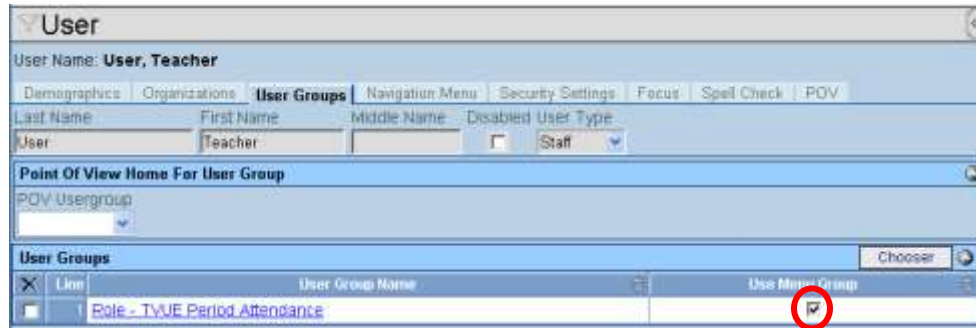 User
User Name: User, Teacher
Demographics Organizations User Groups Navigation Menu Security Settings Focus Spell Check POV
Last Name First Name Middle Name Disabled User Type
User Teacher Staff
Point Of View Home For User Group
POV Usergroup
User Groups Chooser
X Line User Group Name Use Menu Group
1 Role - TVUE Period Attendance